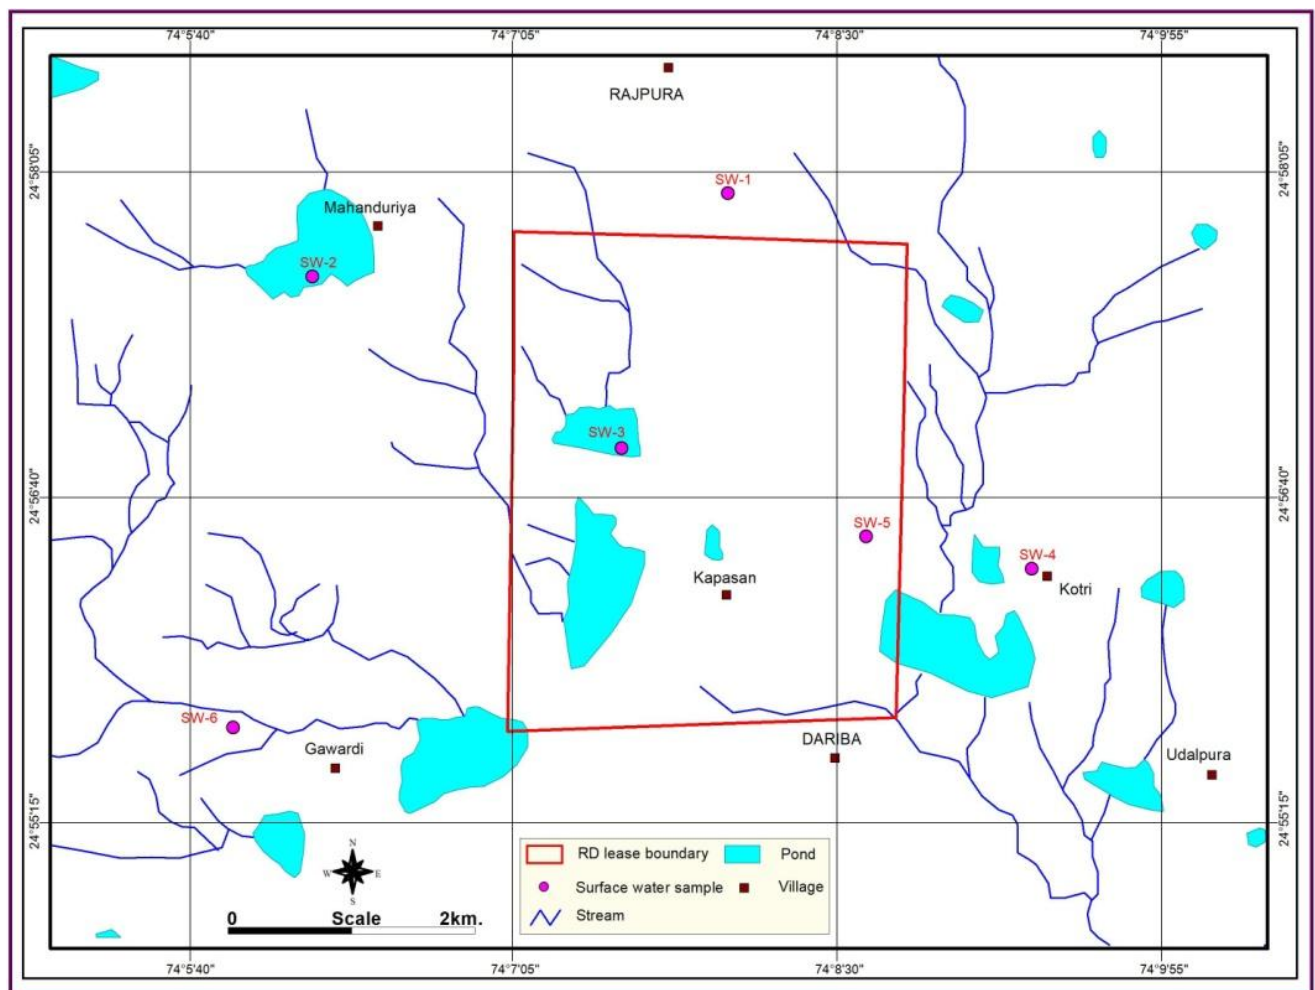 74°5'40" 74°7'05" 74°8'30" 74°9'55"
RAJPURA
24°58'05" 24°58'05"
SW-1
Mahanduriya
SW-2
SW-3
24°56'40" 24°56'40"
SW-5
SW-4
Kapasan
Kotri
SW-6
Gawardi
DARIBA
Udalpura
24°55'15" 24°55'15"
N
W E
S
0 Scale 2km.
RD lease boundary Pond
Surface water sample Village
Stream
74°5'40" 74°7'05" 74°8'30" 74°9'55"